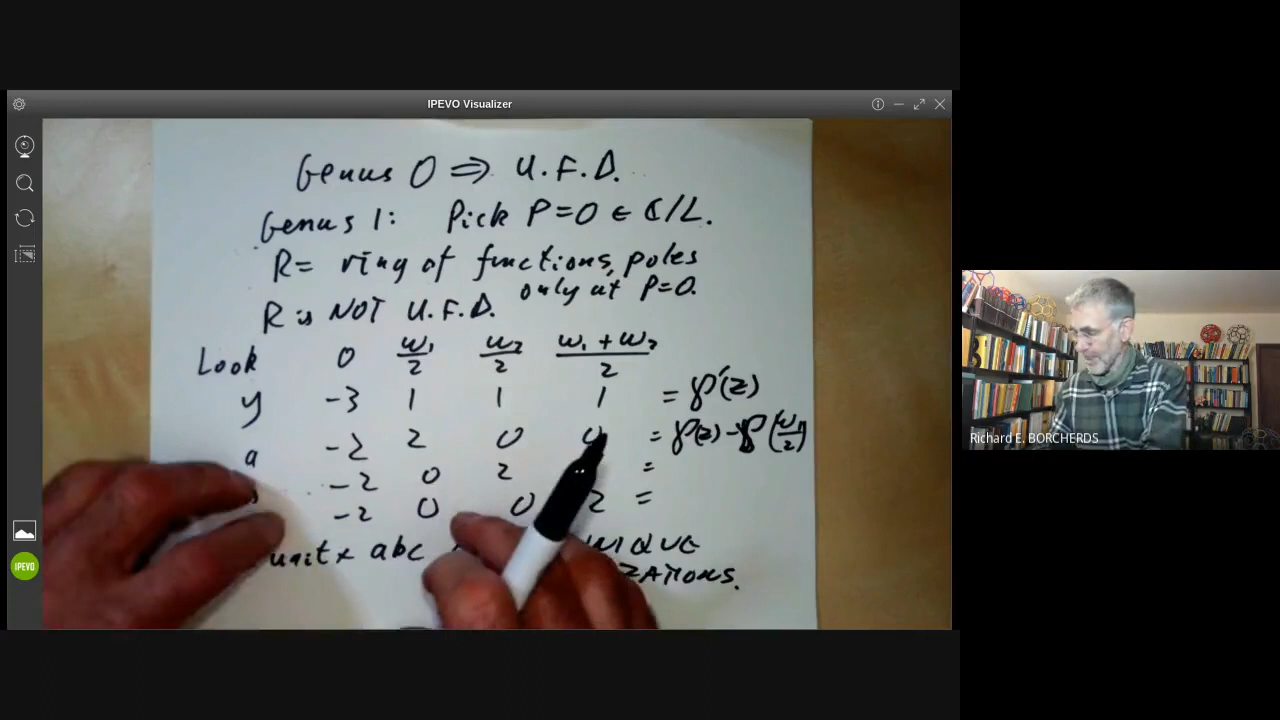 IPEVO Visualizer
Genus 0 ⇒ U.F.D.
Genus 1: Pick P=0 ∈ ℂ/L.
R= ring of functions, poles
only at P=0.
R is NOT U.F.D.
Look 0 ω₁/2 ω₂/2 (ω₁+ω₂)/2
y -3 1 1 1 = ℘'(z)
a -2 2 0 0 = ℘(z) - ℘(ω₁/2)
-2 0 2 =
-2 0 0 2 =
unit × abc
IPEVO
Richard E. BORCHERDS